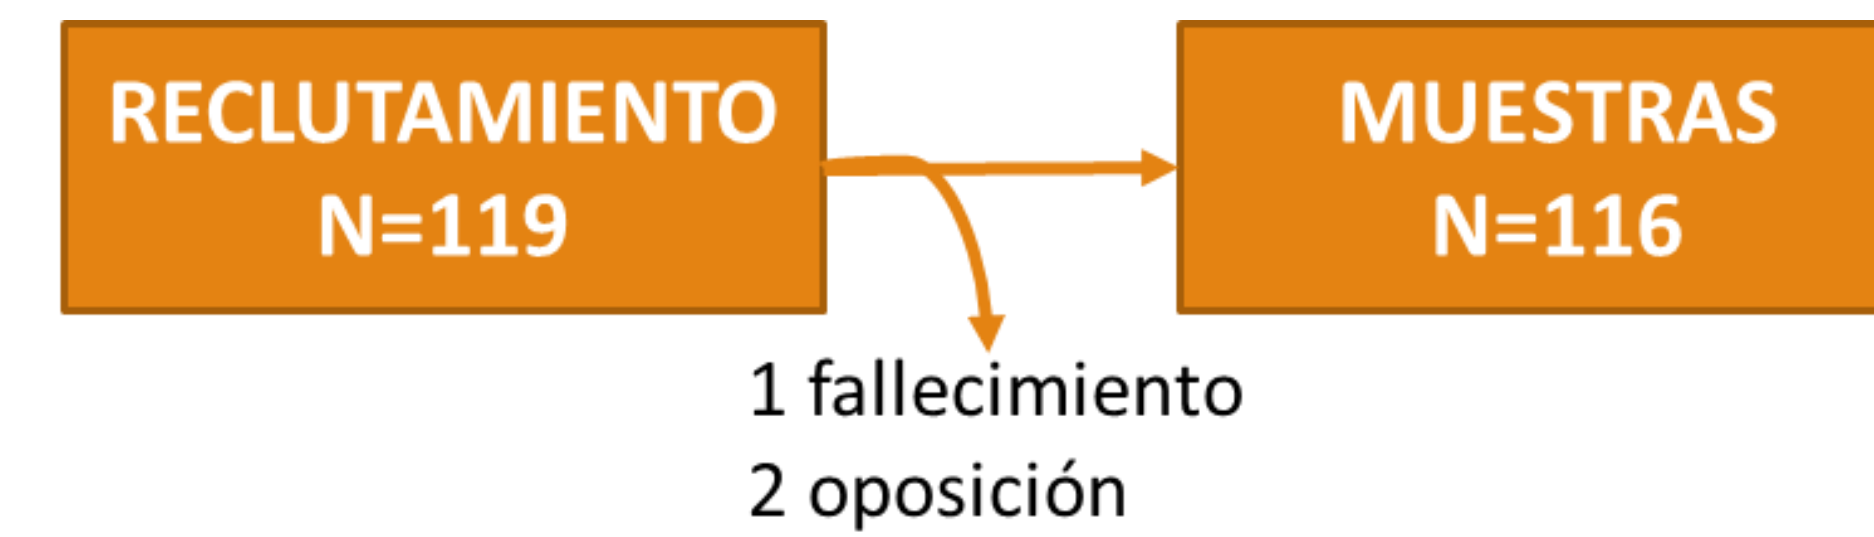 RECLUTAMIENTO
N=119
MUESTRAS
N=116
1 fallecimiento
2 oposición